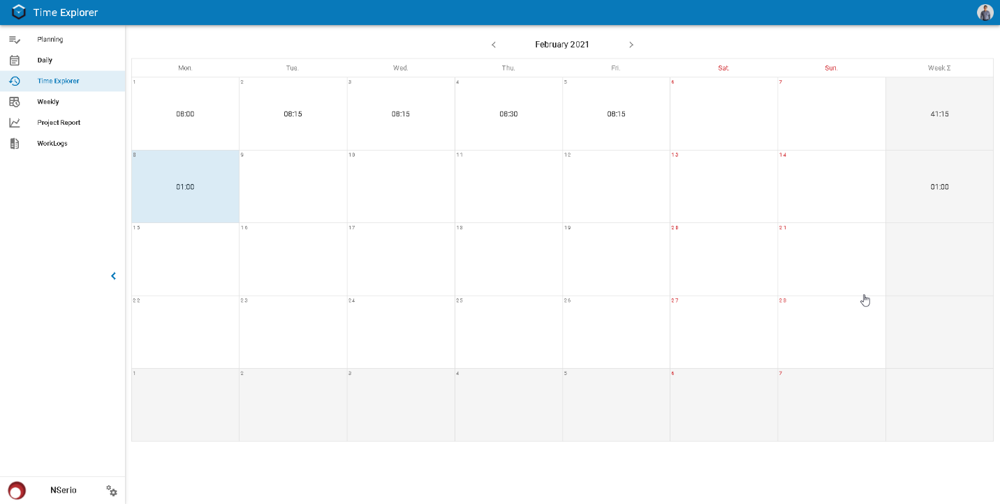 Time Explorer
Planning
Daily
Time Explorer
Weekly
Project Report
WorkLogs
NSerio
February 2021
Mon. Tue. Wed. Thu. Fri. Sat. Sun. Week Σ
1 2 3 4 5 6 7
08:00 08:15 08:15 08:30 08:15 41:15
8 9 10 11 12 13 14
01:00 01:00
15 16 17 18 19 20 21
22 23 24 25 26 27 28
1 2 3 4 5 6 7